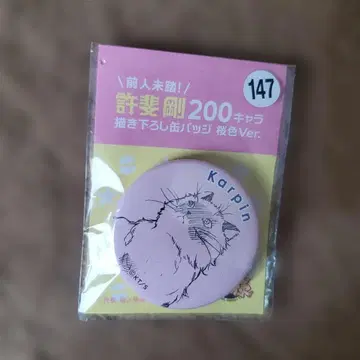 147
\前人未踏!/
許斐 剛200キャラ
描き下ろし缶バッジ 桜色Ver.
Karpin